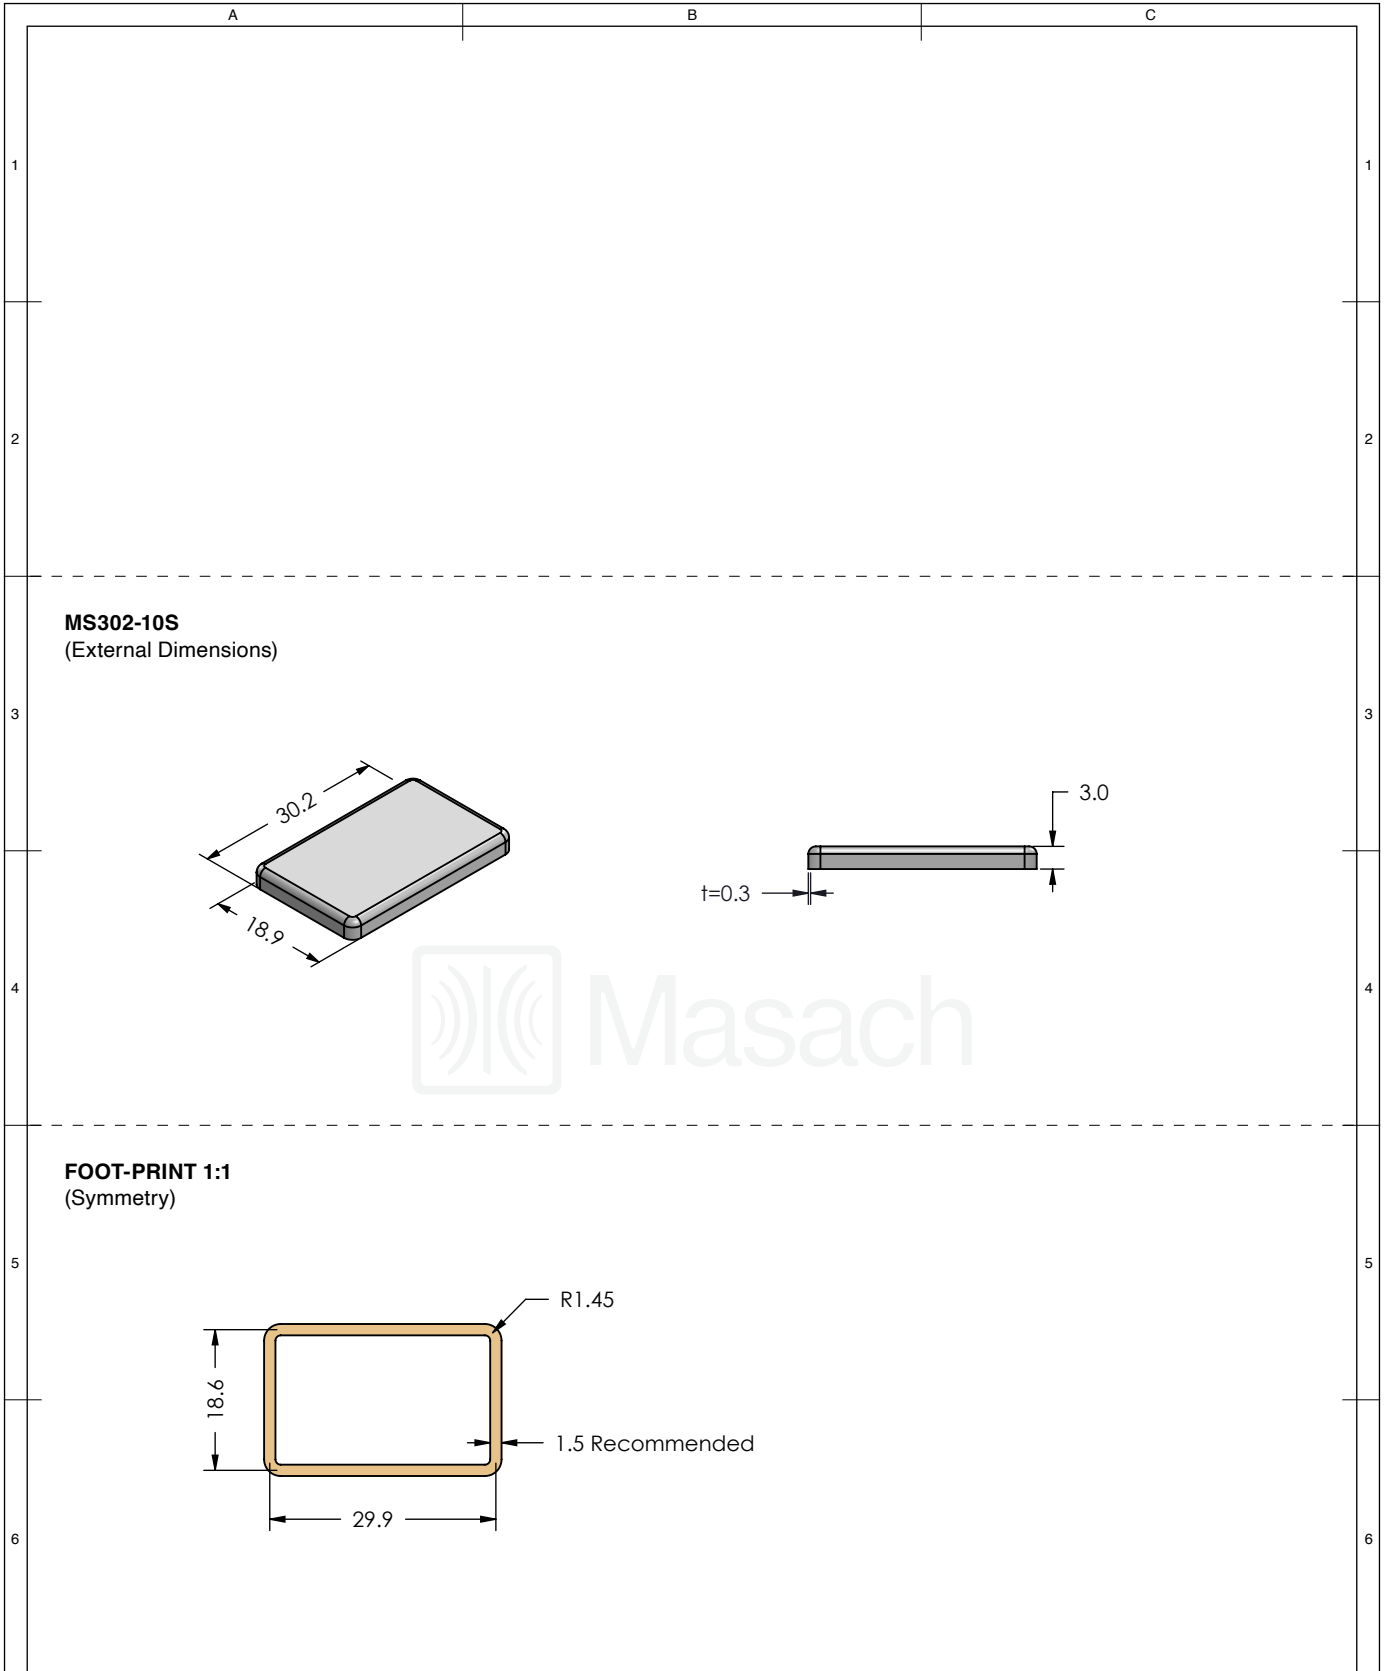 A B C
1 1
2 2
MS302-10S
(External Dimensions)
3 3
30.2
3.0
t=0.3
18.9
4 4
Masach
FOOT-PRINT 1:1
(Symmetry)
5 5
R1.45
18.6
1.5 Recommended
29.9
6 6